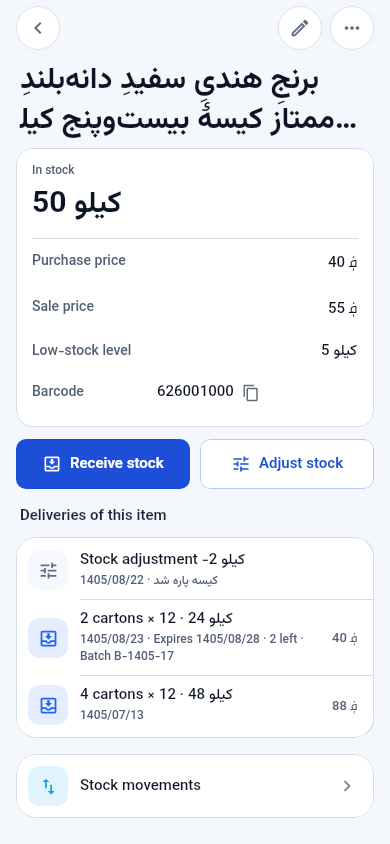 برنجِ هندیِ سفیدِ دانه‌بلندِ
ممتاز کیسهٔ بیست‌وپنج کیل…
In stock
50 کیلو
Purchase price
40 ؋
Sale price
55 ؋
Low-stock level
5 کیلو
Barcode
626001000
Receive stock
Adjust stock
Deliveries of this item
Stock adjustment -2 کیلو
1405/08/22 · کیسه پاره شد
2 cartons × 12 · 24 کیلو
1405/08/23 · Expires 1405/08/28 · 2 left ·
Batch B-1405-17
40 ؋
4 cartons × 12 · 48 کیلو
1405/07/13
88 ؋
Stock movements